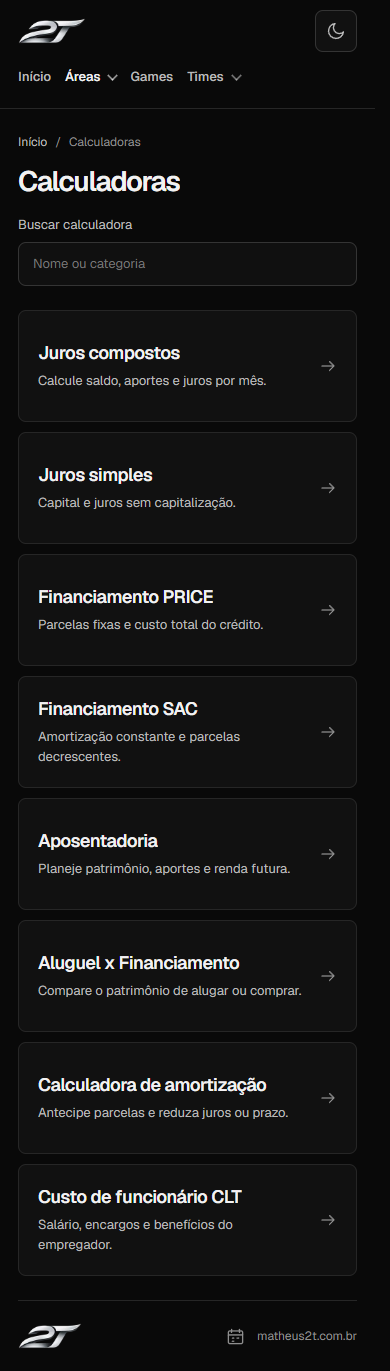 2T
Início Áreas Games Times
Início / Calculadoras
Calculadoras
Buscar calculadora
Nome ou categoria
Juros compostos
Calcule saldo, aportes e juros por mês.
Juros simples
Capital e juros sem capitalização.
Financiamento PRICE
Parcelas fixas e custo total do crédito.
Financiamento SAC
Amortização constante e parcelas
decrescentes.
Aposentadoria
Planeje patrimônio, aportes e renda futura.
Aluguel x Financiamento
Compare o patrimônio de alugar ou comprar.
Calculadora de amortização
Antecipe parcelas e reduza juros ou prazo.
Custo de funcionário CLT
Salário, encargos e benefícios do
empregador.
2T matheus2t.com.br